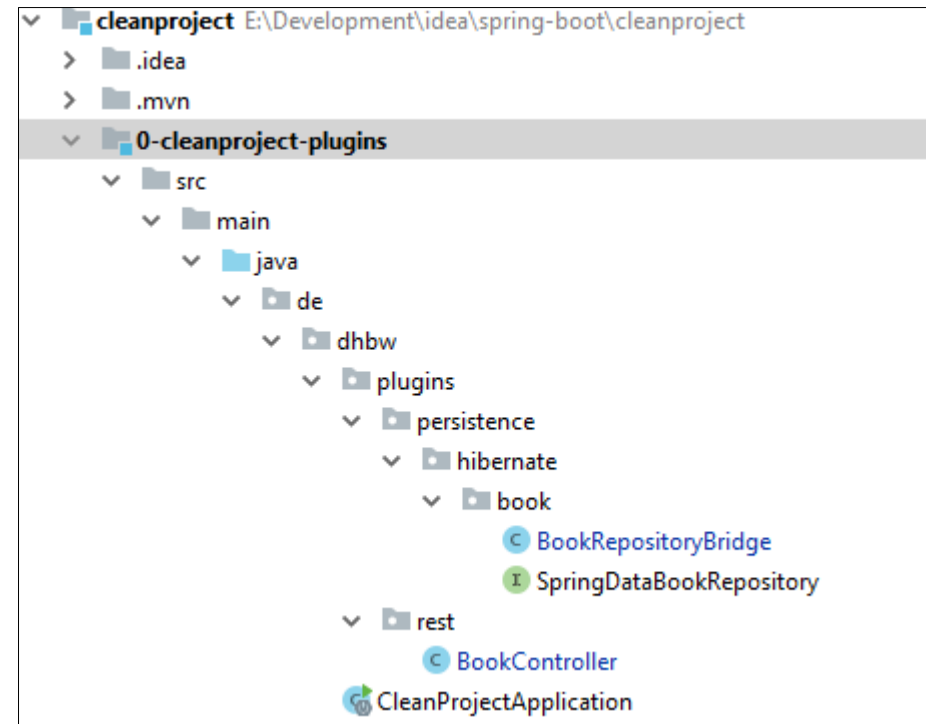 cleanproject E:\Development\idea\spring-boot\cleanproject
.idea
.mvn
0-cleanproject-plugins
src
main
java
de
dhbw
plugins
persistence
hibernate
book
C BookRepositoryBridge
I SpringDataBookRepository
rest
C BookController
CleanProjectApplication